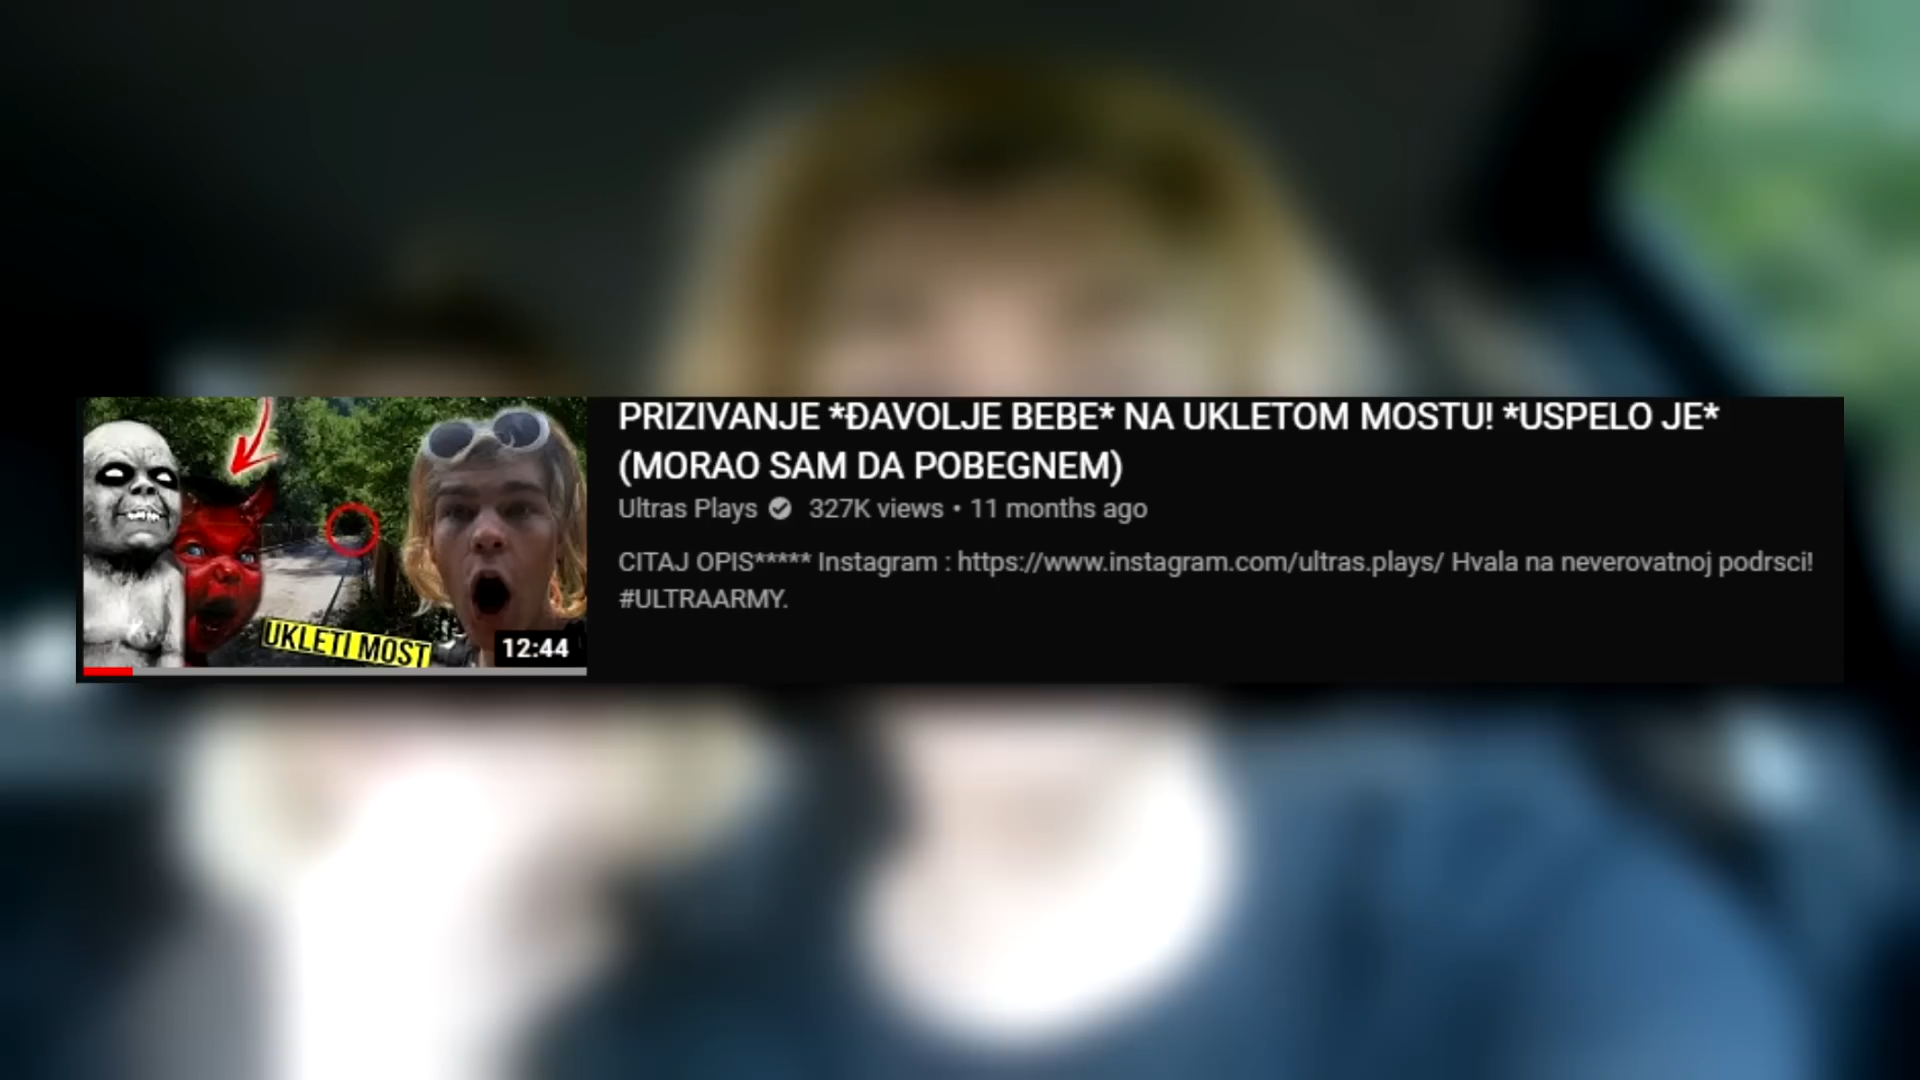 PRIZIVANJE *ĐAVOLJE BEBE* NA UKLETOM MOSTU! *USPELO JE*
(MORAO SAM DA POBEGNEM)
Ultras Plays 327K views • 11 months ago
CITAJ OPIS***** Instagram : https://www.instagram.com/ultras.plays/ Hvala na neverovatnoj podrsci!
#ULTRAARMY.
UKLETI MOST
12:44